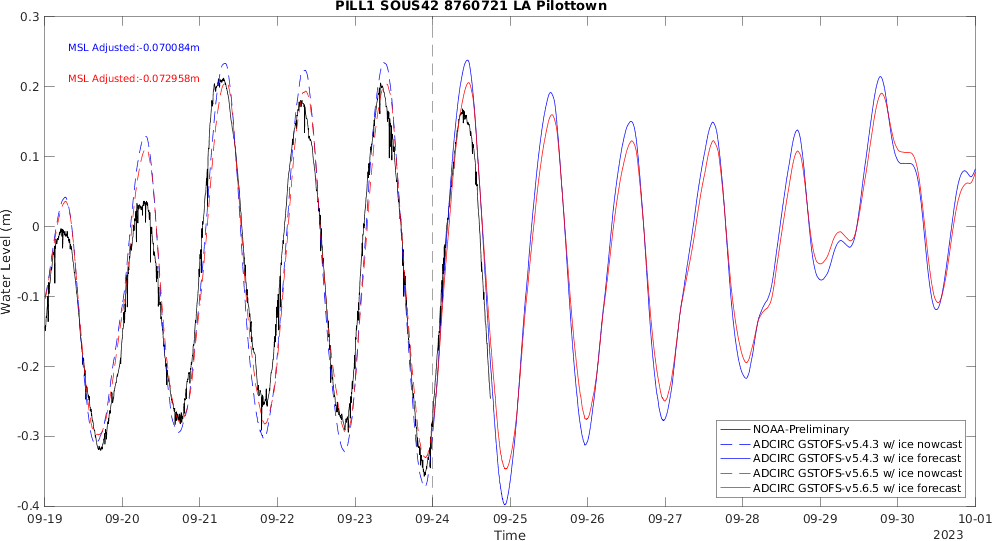 PILL1 SOUS42 8760721 LA Pilottown
MSL Adjusted:-0.070084m
MSL Adjusted:-0.072958m
Water Level (m)
0.3
0.2
0.1
0
-0.1
-0.2
-0.3
-0.4
NOAA-Preliminary
ADCIRC GSTOFS-v5.4.3 w/ ice nowcast
ADCIRC GSTOFS-v5.4.3 w/ ice forecast
ADCIRC GSTOFS-v5.6.5 w/ ice nowcast
ADCIRC GSTOFS-v5.6.5 w/ ice forecast
09-19 09-20 09-21 09-22 09-23 09-24 09-25 09-26 09-27 09-28 09-29 09-30 10-01
Time
2023